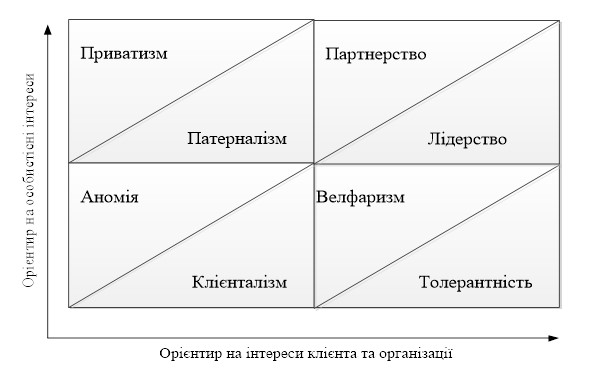 Приватизм
Партнерство
Патерналізм
Лідерство
Аномія
Велфаризм
Клієнталізм
Толерантність
Орієнтир на особистісні інтереси
Орієнтир на інтереси клієнта та організації